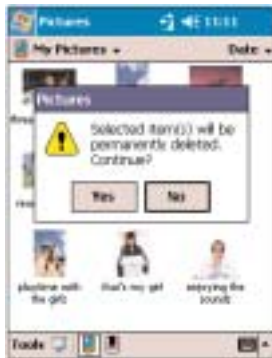 Pictures 11:11
My Pictures Date
Pictures
Selected item(s) will be
permanently deleted.
Continue?
Yes No
playtime with that's my girl enjoying the
the girls sounds
Tools